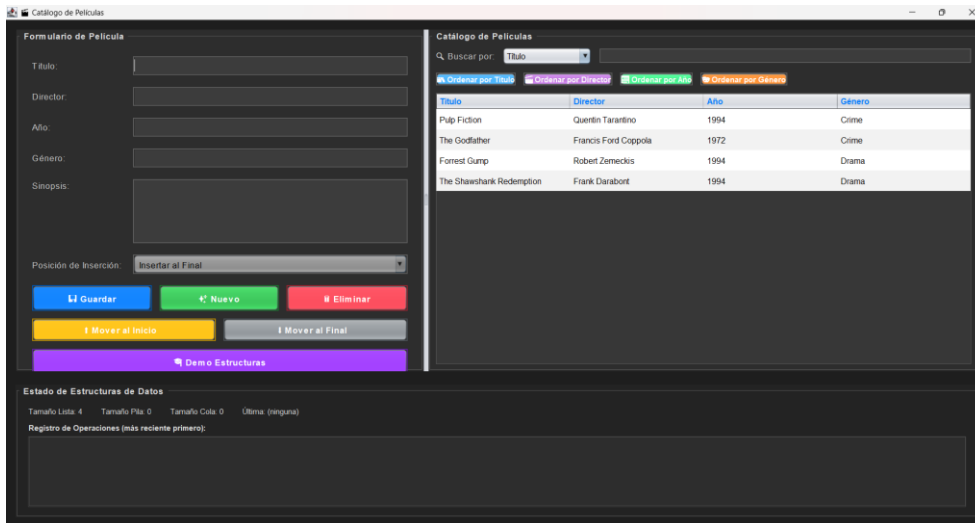 Catálogo de Películas
Formulario de Película
Título:
Director:
Año:
Género:
Sinopsis:
Posición de Inserción: Insertar al Final
Guardar Nuevo Eliminar
Mover al Inicio Mover al Final
Demo Estructuras
Catálogo de Películas
Buscar por: Título
Ordenar por Título Ordenar por Director Ordenar por Año Ordenar por Género
Título Director Año Género
Pulp Fiction Quentin Tarantino 1994 Crime
The Godfather Francis Ford Coppola 1972 Crime
Forrest Gump Robert Zemeckis 1994 Drama
The Shawshank Redemption Frank Darabont 1994 Drama
Estado de Estructuras de Datos
Tamaño Lista: 4 Tamaño Pila: 0 Tamaño Cola: 0 Última: (ninguna)
Registro de Operaciones (más reciente primero):